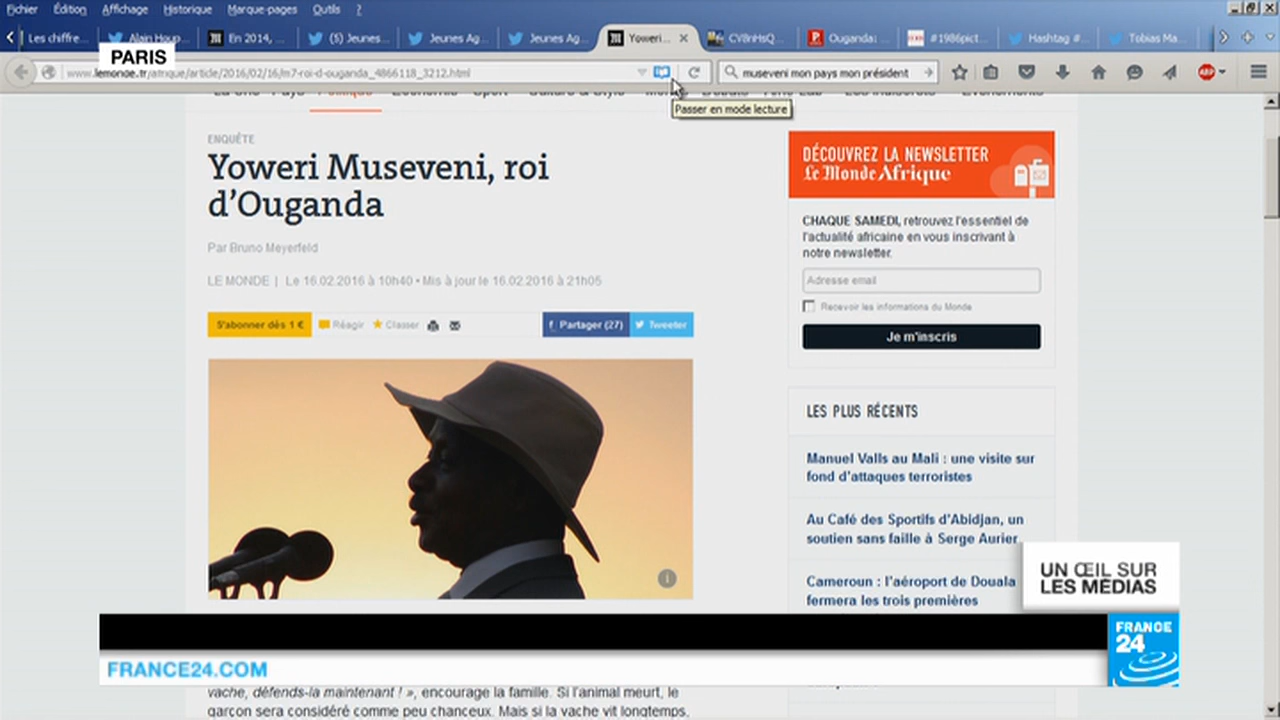 Fichier Édition Affichage Historique Marque-pages Outils ?
Les chiffre... Alain Houp... En 2014, ... (5) Jeunes... Jeunes Ag... Jeunes Ag... Yoweri... × CV8nHsQ... Ouganda: ... #1986pict... Hashtag #... Tobias Ma...
PARIS
www.lemonde.fr/afrique/article/2016/02/16/m7-roi-d-ouganda_4866118_3212.html
museveni mon pays mon président
ABP
Passer en mode lecture
ENQUÊTE
Yoweri Museveni, roi
d'Ouganda
Par Bruno Meyerfeld
LE MONDE | Le 16.02.2016 à 10h40 • Mis à jour le 16.02.2016 à 21h05
S'abonner dès 1 € Réagir Classer Partager (27) Tweeter
DÉCOUVREZ LA NEWSLETTER
Le Monde Afrique
CHAQUE SAMEDI, retrouvez l'essentiel de
l'actualité africaine en vous inscrivant à
notre newsletter.
Adresse email
Recevoir les informations du Monde
Je m'inscris
LES PLUS RÉCENTS
Manuel Valls au Mali : une visite sur
fond d'attaques terroristes
Au Café des Sportifs d'Abidjan, un
soutien sans faille à Serge Aurier
Cameroun : l'aéroport de Douala
fermera les trois premières
UN ŒIL SUR
LES MÉDIAS
FRANCE
24
FRANCE24.COM
vache, défends-la maintenant ! », encourage la famille. Si l'animal meurt, le
garçon sera considéré comme peu chanceux. Mais si la vache vit longtemps,